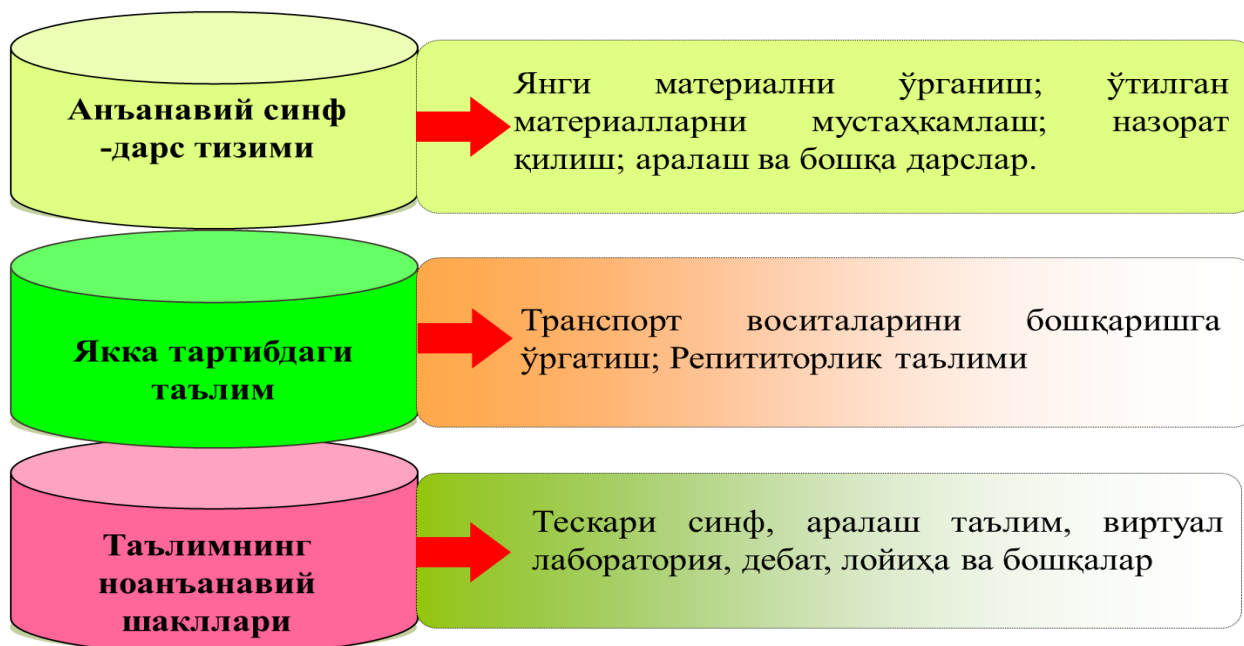 Анъанавий синф
-дарс тизими
Янги материални ўрганиш; ўтилган
материалларни мустаҳкамлаш; назорат
қилиш; аралаш ва бошқа дарслар.
Якка тартибдаги
таълим
Транспорт воситаларини бошқаришга
ўргатиш; Репититорлик таълими
Таълимнинг
ноанъанавий
шакллари
Тескари синф, аралаш таълим, виртуал
лаборатория, дебат, лойиҳа ва бошқалар